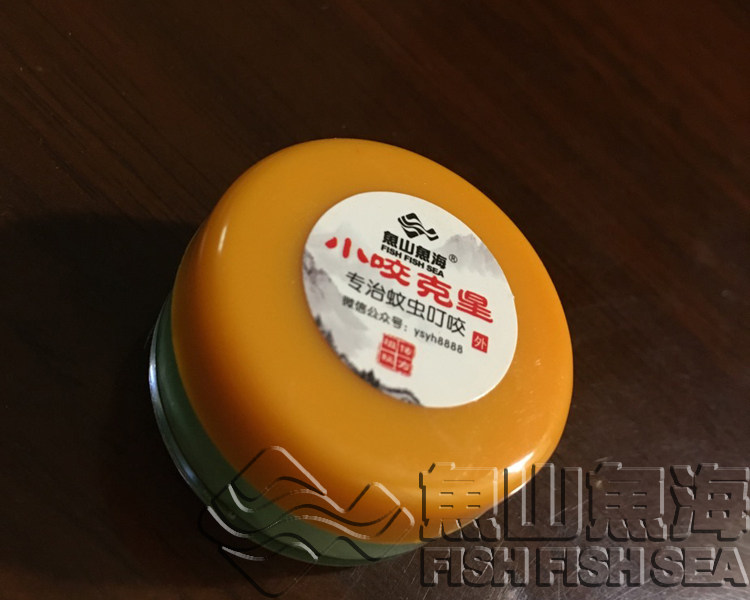 魚山魚海®
FISH FISH SEA
小咬克星
专治蚊虫叮咬
微信公众号：ysyh8888
外
魚山魚海
FISH FISH SEA